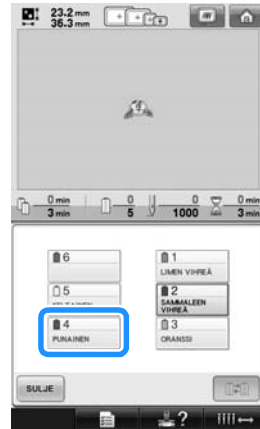 23.2 mm
36.3 mm
0 min
3 min
0
5
0
1000
0 min
3 min
6
1
LIMEN VIHREÄ
5
2
SAMMALEEN
VIHREÄ
4
PUNAINEN
3
ORANSSI
SULJE
?